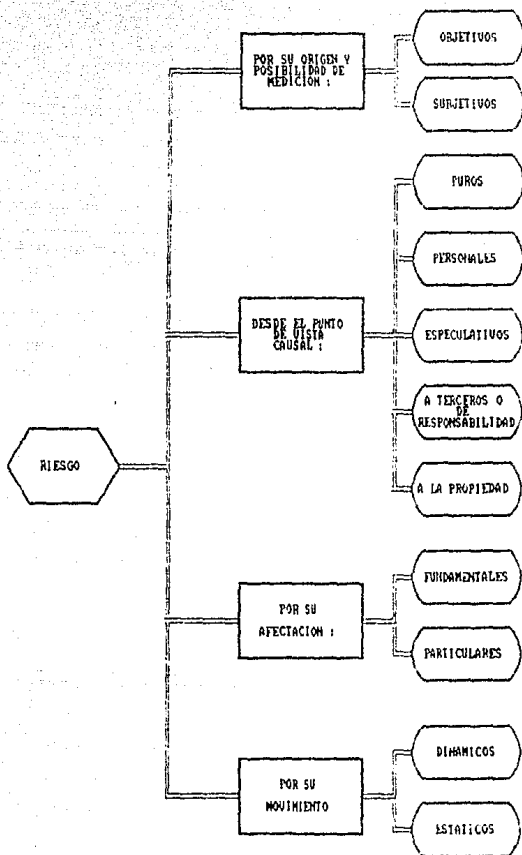 RIESGO
POR SU ORIGEN Y
POSIBILIDAD DE
MEDICION :
OBJETIVOS
SUBJETIVOS
DESDE EL PUNTO
DE VISTA
CAUSAL :
PUROS
PERSONALES
ESPECULATIVOS
A TERCEROS O
DE
RESPONSABILIDAD
A LA PROPIEDAD
POR SU
AFECTACION :
FUNDAMENTALES
PARTICULARES
POR SU
MOVIMIENTO
DINAMICOS
ESTATICOS